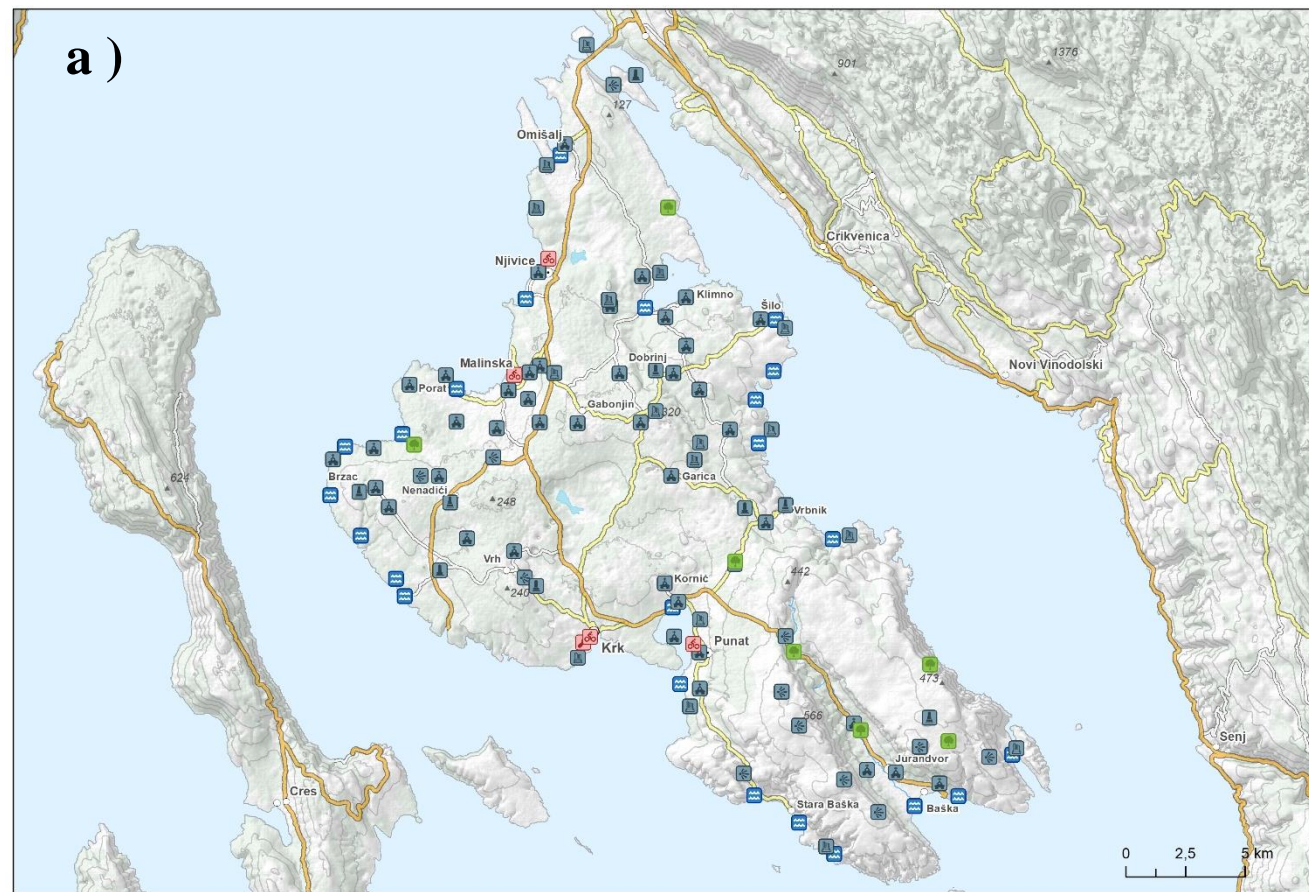 a )
1376
901
127
Omišalj
Crikvenica
Njivice
Klimno
Šilo
Malinska
Dobrinj
Novi Vinodolski
Porat
Gabonjin
320
Brzac
Nenadići
Garica
624
248
Vrbnik
Vrh
Kornić
442
240
Krk
Punat
473
566
Senj
Jurandvor
Cres
Stara Baška
Baška
0 2,5 5 km